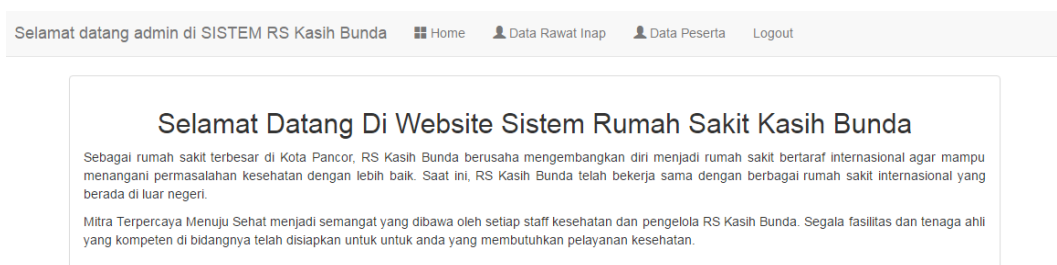 Selamat datang admin di SISTEM RS Kasih Bunda Home Data Rawat Inap Data Peserta Logout
Selamat Datang Di Website Sistem Rumah Sakit Kasih Bunda
Sebagai rumah sakit terbesar di Kota Pancor, RS Kasih Bunda berusaha mengembangkan diri menjadi rumah sakit bertaraf internasional agar mampu
menangani permasalahan kesehatan dengan lebih baik. Saat ini, RS Kasih Bunda telah bekerja sama dengan berbagai rumah sakit internasional yang
berada di luar negeri.
Mitra Terpercaya Menuju Sehat menjadi semangat yang dibawa oleh setiap staff kesehatan dan pengelola RS Kasih Bunda. Segala fasilitas dan tenaga ahli
yang kompeten di bidangnya telah disiapkan untuk untuk anda yang membutuhkan pelayanan kesehatan.